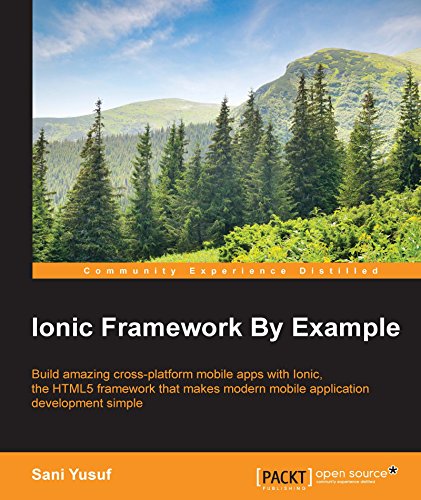 Community Experience Distilled
Ionic Framework By Example
Build amazing cross-platform mobile apps with Ionic,
the HTML5 framework that makes modern mobile application
development simple
Sani Yusuf
[PACKT] open source*
PUBLISHING community experience distilled